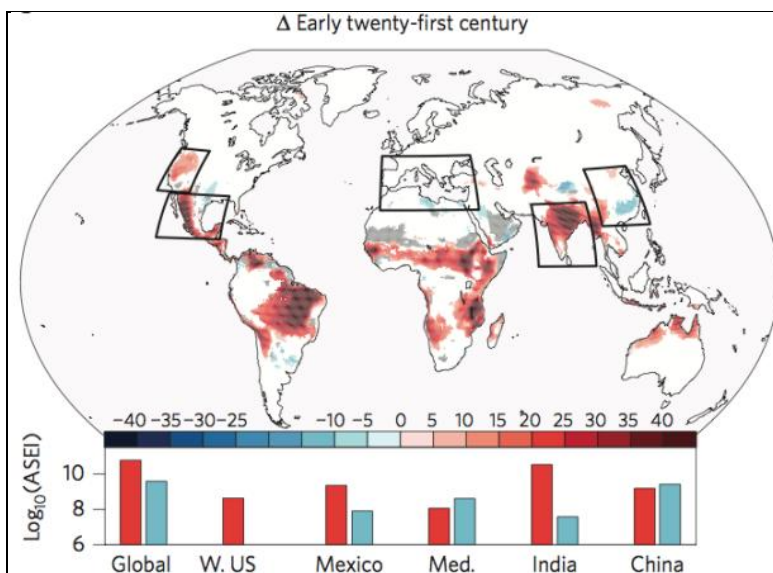 Δ Early twenty-first century
−40 −35 −30 −25 −10 −5 0 5 10 15 20 25 30 35 40
Log10(ASEI)
10
8
6
Global W. US Mexico Med. India China